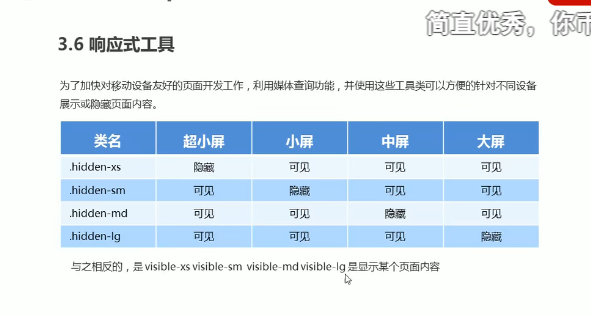 简直优秀，你币
3.6 响应式工具
为了加快对移动设备友好的页面开发工作，利用媒体查询功能，并使用这些工具类可以方便的针对不同设备
展示或隐藏页面内容。
类名 超小屏 小屏 中屏 大屏
.hidden-xs 隐藏 可见 可见 可见
.hidden-sm 可见 隐藏 可见 可见
.hidden-md 可见 可见 隐藏 可见
.hidden-lg 可见 可见 可见 隐藏
与之相反的，是 visible-xs visible-sm visible-md visible-lg 是显示某个页面内容